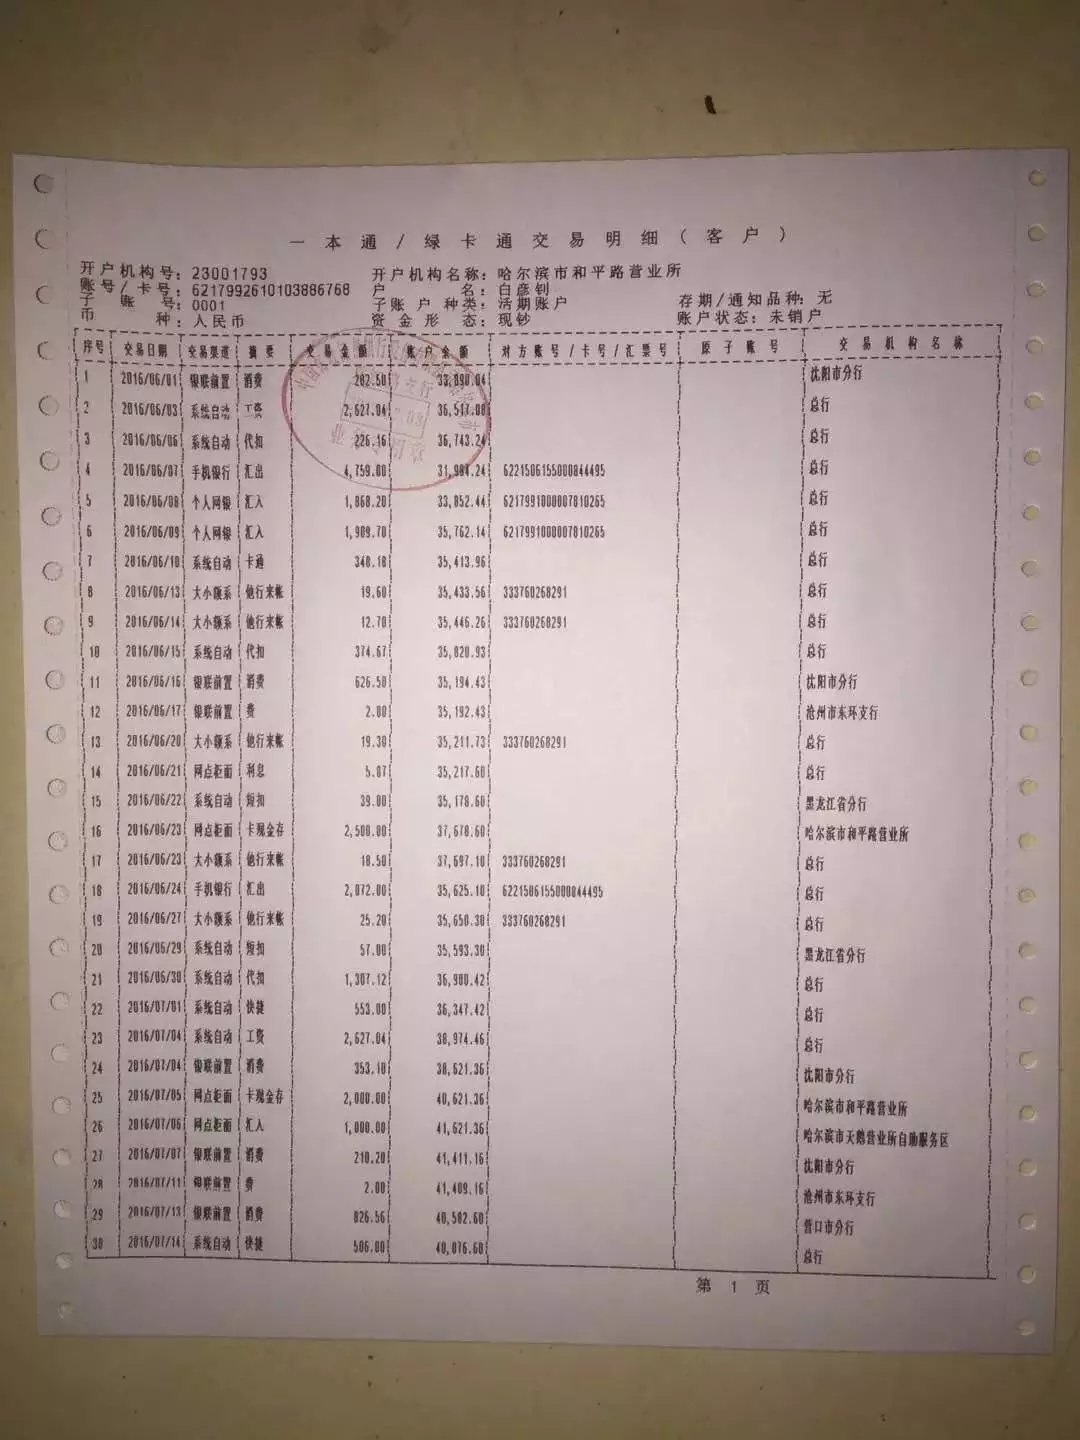 一本通/绿卡通交易明细(客户)
开户机构号：23001793 开户机构名称：哈尔滨市和平路营业所
账号/卡号：6217992610103886768 户 名：白彦钊
子 账 号：0001 子账户种类：活期账户 存期/通知品种：无
币 种：人民币 资金形态：现钞 账户状态：未销户
序号 交易日期 交易渠道 摘要 交易金额 账户余额 对方账号/卡号/汇票号 原子账号 交易机构名称
1 2016/06/01 银联前置 消费 202.50 33,890.04 沈阳市分行
2 2016/06/03 系统自动 工资 2,627.04 36,517.08 总行
3 2016/06/06 系统自动 代扣 226.16 36,743.24 总行
4 2016/06/07 手机银行 汇出 4,759.00 31,984.24 6221506155000844495 总行
5 2016/06/08 个人网银 汇入 1,868.20 33,852.44 6217991000007810265 总行
6 2016/06/09 个人网银 汇入 1,909.70 35,762.14 6217991000007810265 总行
7 2016/06/10 系统自动 卡通 348.18 35,413.96 总行
8 2016/06/13 大小额系 他行来帐 19.60 35,433.56 333760268291 总行
9 2016/06/14 大小额系 他行来帐 12.70 35,446.26 333760268291 总行
10 2016/06/15 系统自动 代扣 374.67 35,820.93 总行
11 2016/06/16 银联前置 消费 626.50 35,194.43 沈阳市分行
12 2016/06/17 银联前置 费 2.00 35,192.43 沧州市东环支行
13 2016/06/20 大小额系 他行来帐 19.30 35,211.73 333760268291 总行
14 2016/06/21 网点柜面 利息 5.87 35,217.60 总行
15 2016/06/22 系统自动 短扣 39.00 35,178.60 黑龙江省分行
16 2016/06/23 网点柜面 卡现金存 2,500.00 37,678.60 哈尔滨市和平路营业所
17 2016/06/23 大小额系 他行来帐 18.50 37,697.10 333760268291 总行
18 2016/06/24 手机银行 汇出 2,072.00 35,625.10 6221506155000844495 总行
19 2016/06/27 大小额系 他行来帐 25.20 35,650.30 333760268291 总行
20 2016/06/29 系统自动 短扣 57.00 35,593.30 黑龙江省分行
21 2016/06/30 系统自动 代扣 1,307.12 36,900.42 总行
22 2016/07/01 系统自动 快捷 553.00 36,347.42 总行
23 2016/07/04 系统自动 工资 2,627.04 38,974.46 总行
24 2016/07/04 银联前置 消费 353.10 38,621.36 沈阳市分行
25 2016/07/05 网点柜面 卡现金存 2,000.00 40,621.36 哈尔滨市和平路营业所
26 2016/07/06 网点柜面 汇入 1,000.00 41,621.36 哈尔滨市天鹅营业所自助服务区
27 2016/07/07 银联前置 消费 210.20 41,411.16 沈阳市分行
28 2016/07/11 银联前置 费 2.00 41,409.16 沧州市东环支行
29 2016/07/13 银联前置 消费 826.56 40,582.60 营口市分行
30 2016/07/14 系统自动 快捷 506.00 40,076.60 总行
第 1 页